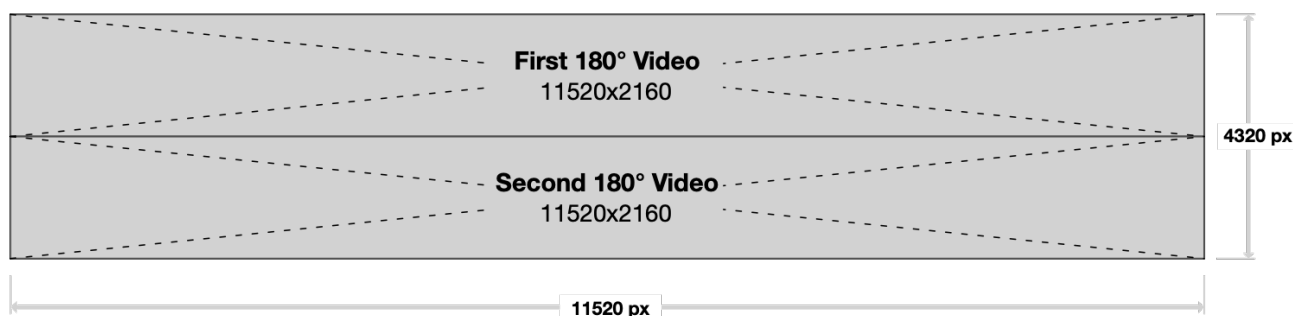 First 180° Video
11520x2160
4320 px
Second 180° Video
11520x2160
11520 px